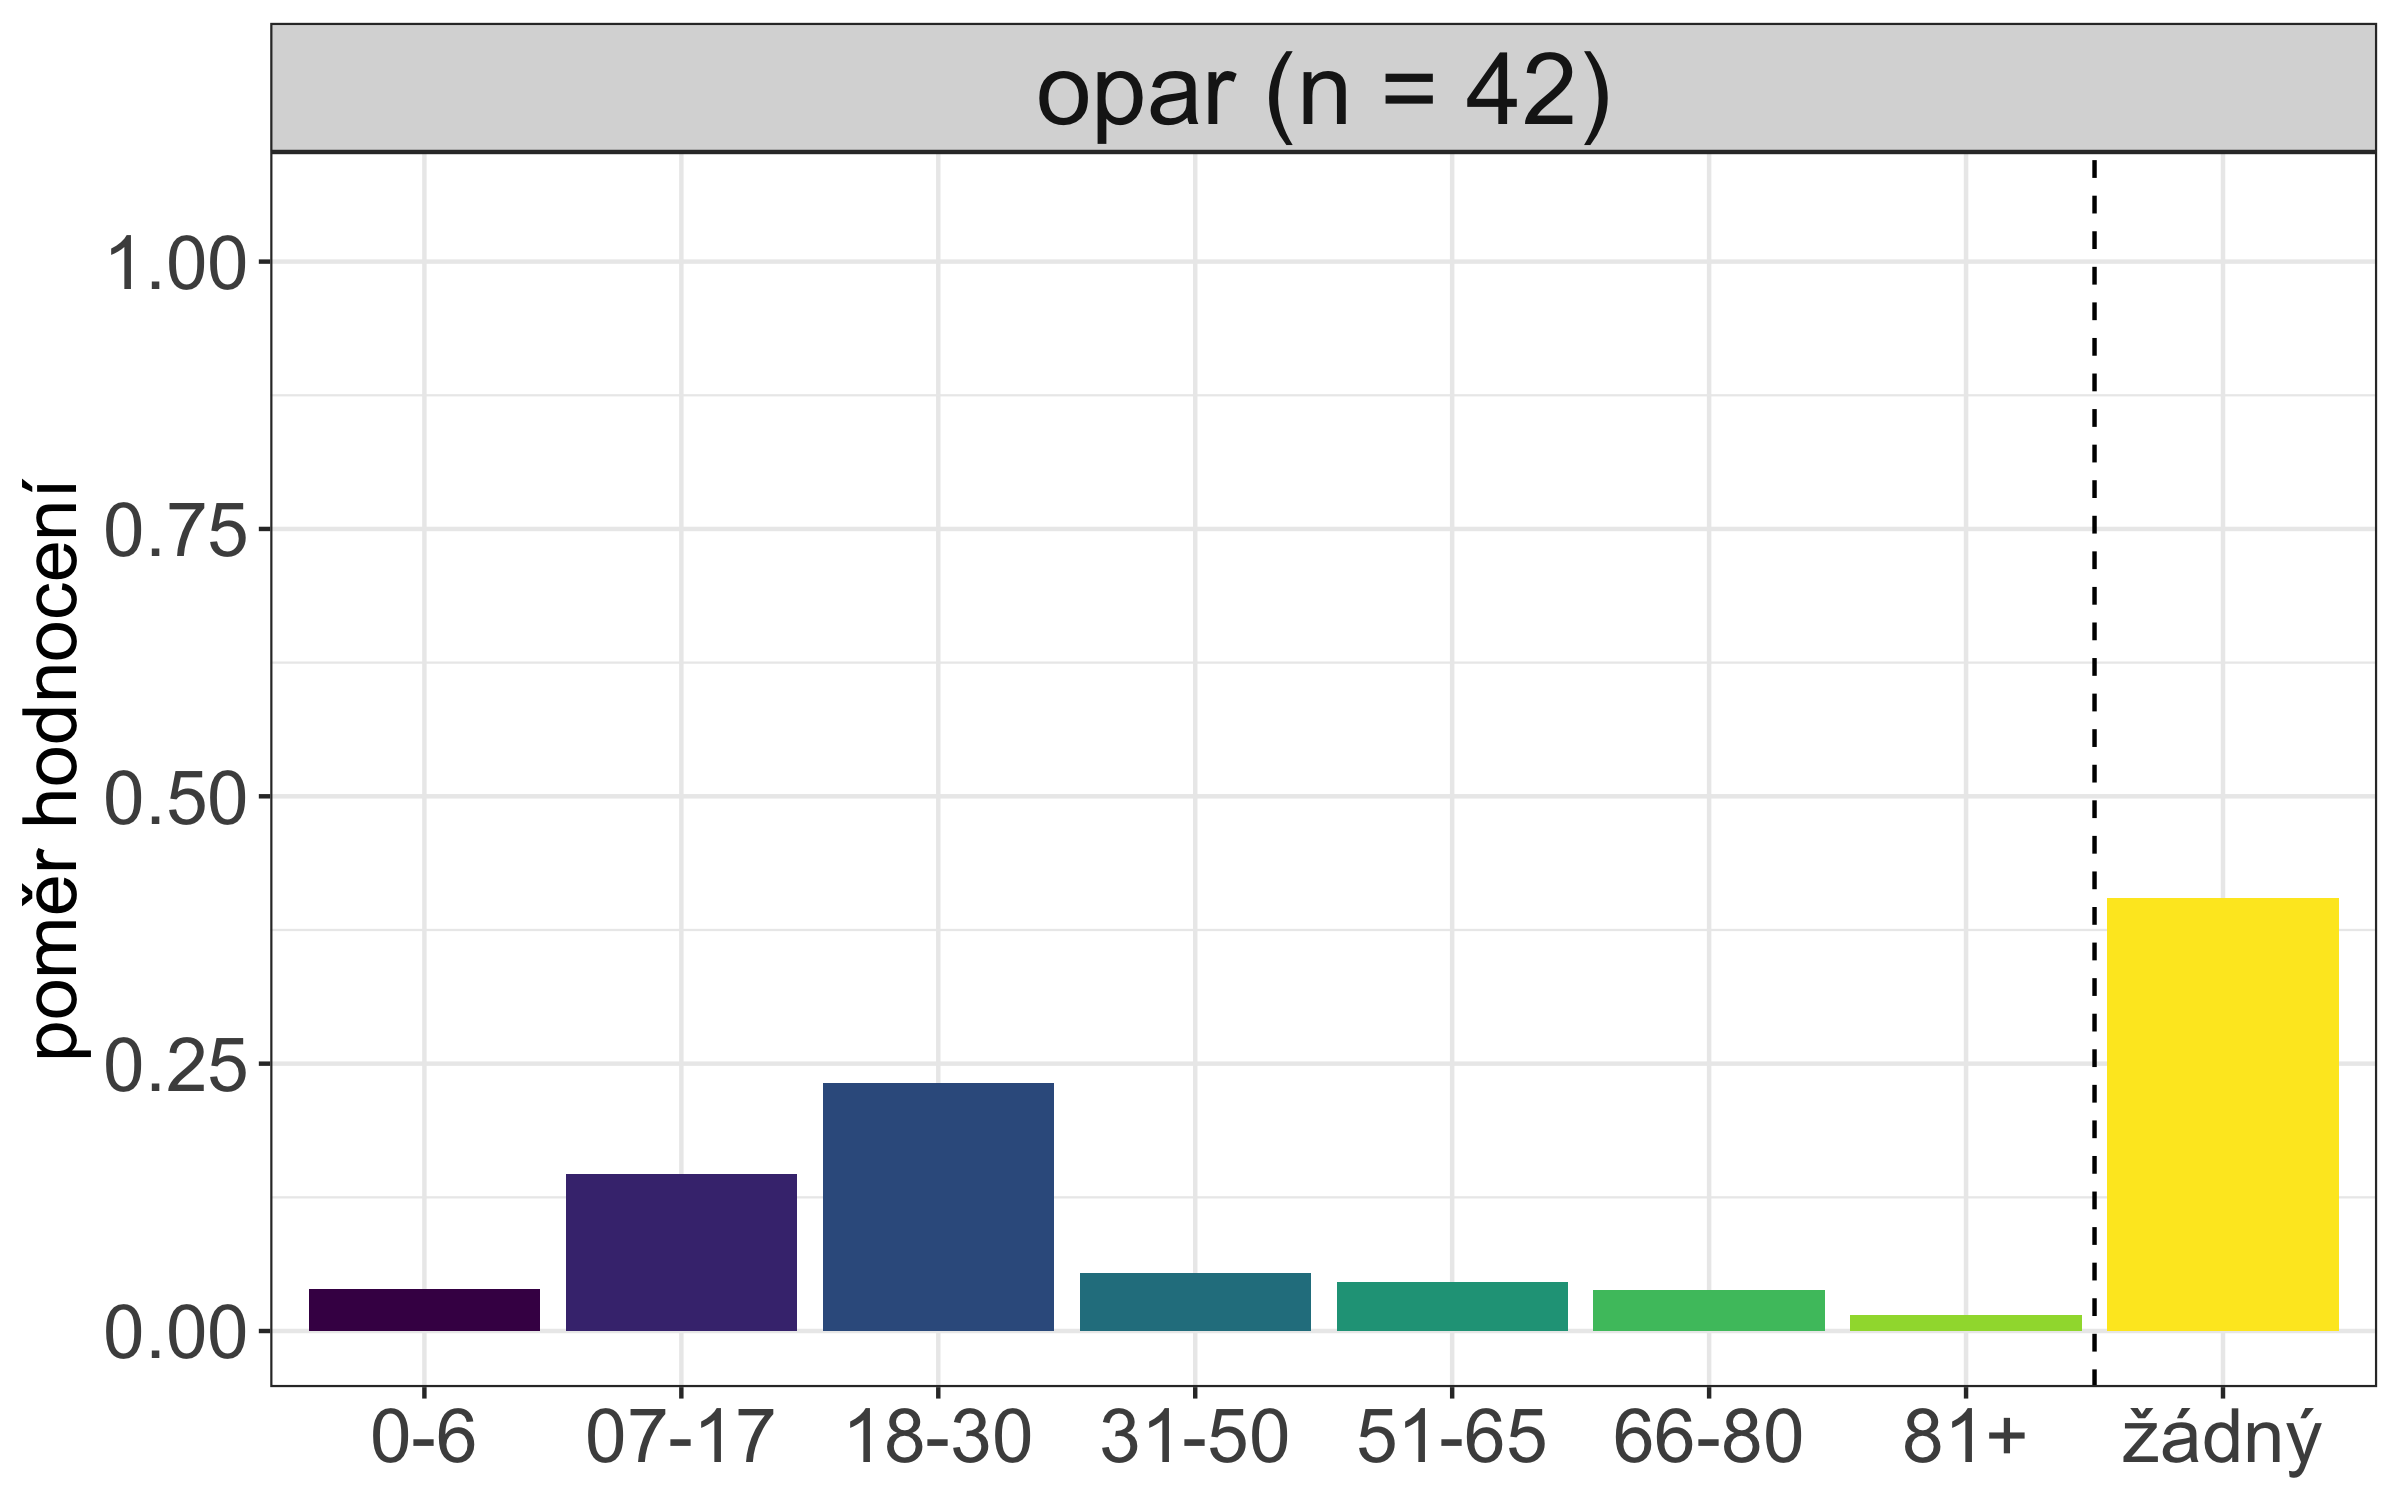 opar (n = 42)
poměr hodnocení
1.00
0.75
0.50
0.25
0.00
0-6 07-17 18-30 31-50 51-65 66-80 81+ žádný